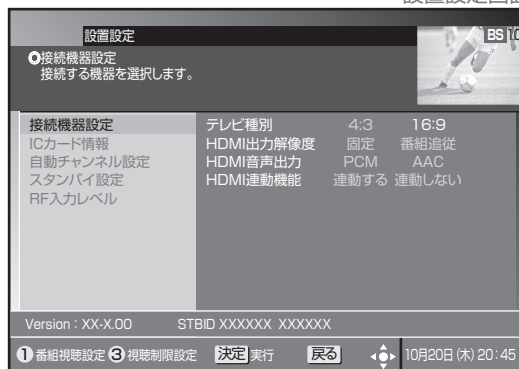 設置設定
接続機器設定
接続する機器を選択します。
BS
接続機器設定
ICカード情報
自動チャンネル設定
スタンバイ設定
RF入力レベル
テレビ種別 4:3 16:9
HDMI出力解像度 固定 番組追従
HDMI音声出力 PCM AAC
HDMI連動機能 連動する 連動しない
Version : XX-X.00 STBID XXXXXX XXXXXX
1 番組視聴設定 3 視聴制限設定 決定 実行 戻る 10月20日(木) 20:45